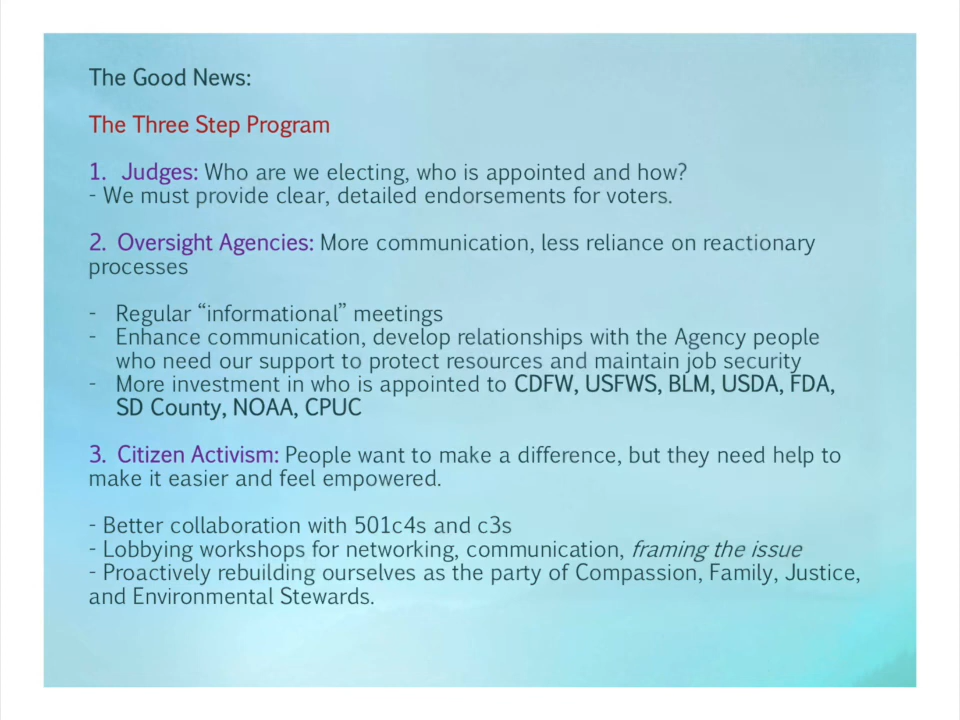 The Good News:
The Three Step Program
1. Judges: Who are we electing, who is appointed and how?
- We must provide clear, detailed endorsements for voters.
2. Oversight Agencies: More communication, less reliance on reactionary
processes
- Regular “informational” meetings
- Enhance communication, develop relationships with the Agency people
who need our support to protect resources and maintain job security
- More investment in who is appointed to CDFW, USFWS, BLM, USDA, FDA,
SD County, NOAA, CPUC
3. Citizen Activism: People want to make a difference, but they need help to
make it easier and feel empowered.
- Better collaboration with 501c4s and c3s
- Lobbying workshops for networking, communication, framing the issue
- Proactively rebuilding ourselves as the party of Compassion, Family, Justice,
and Environmental Stewards.